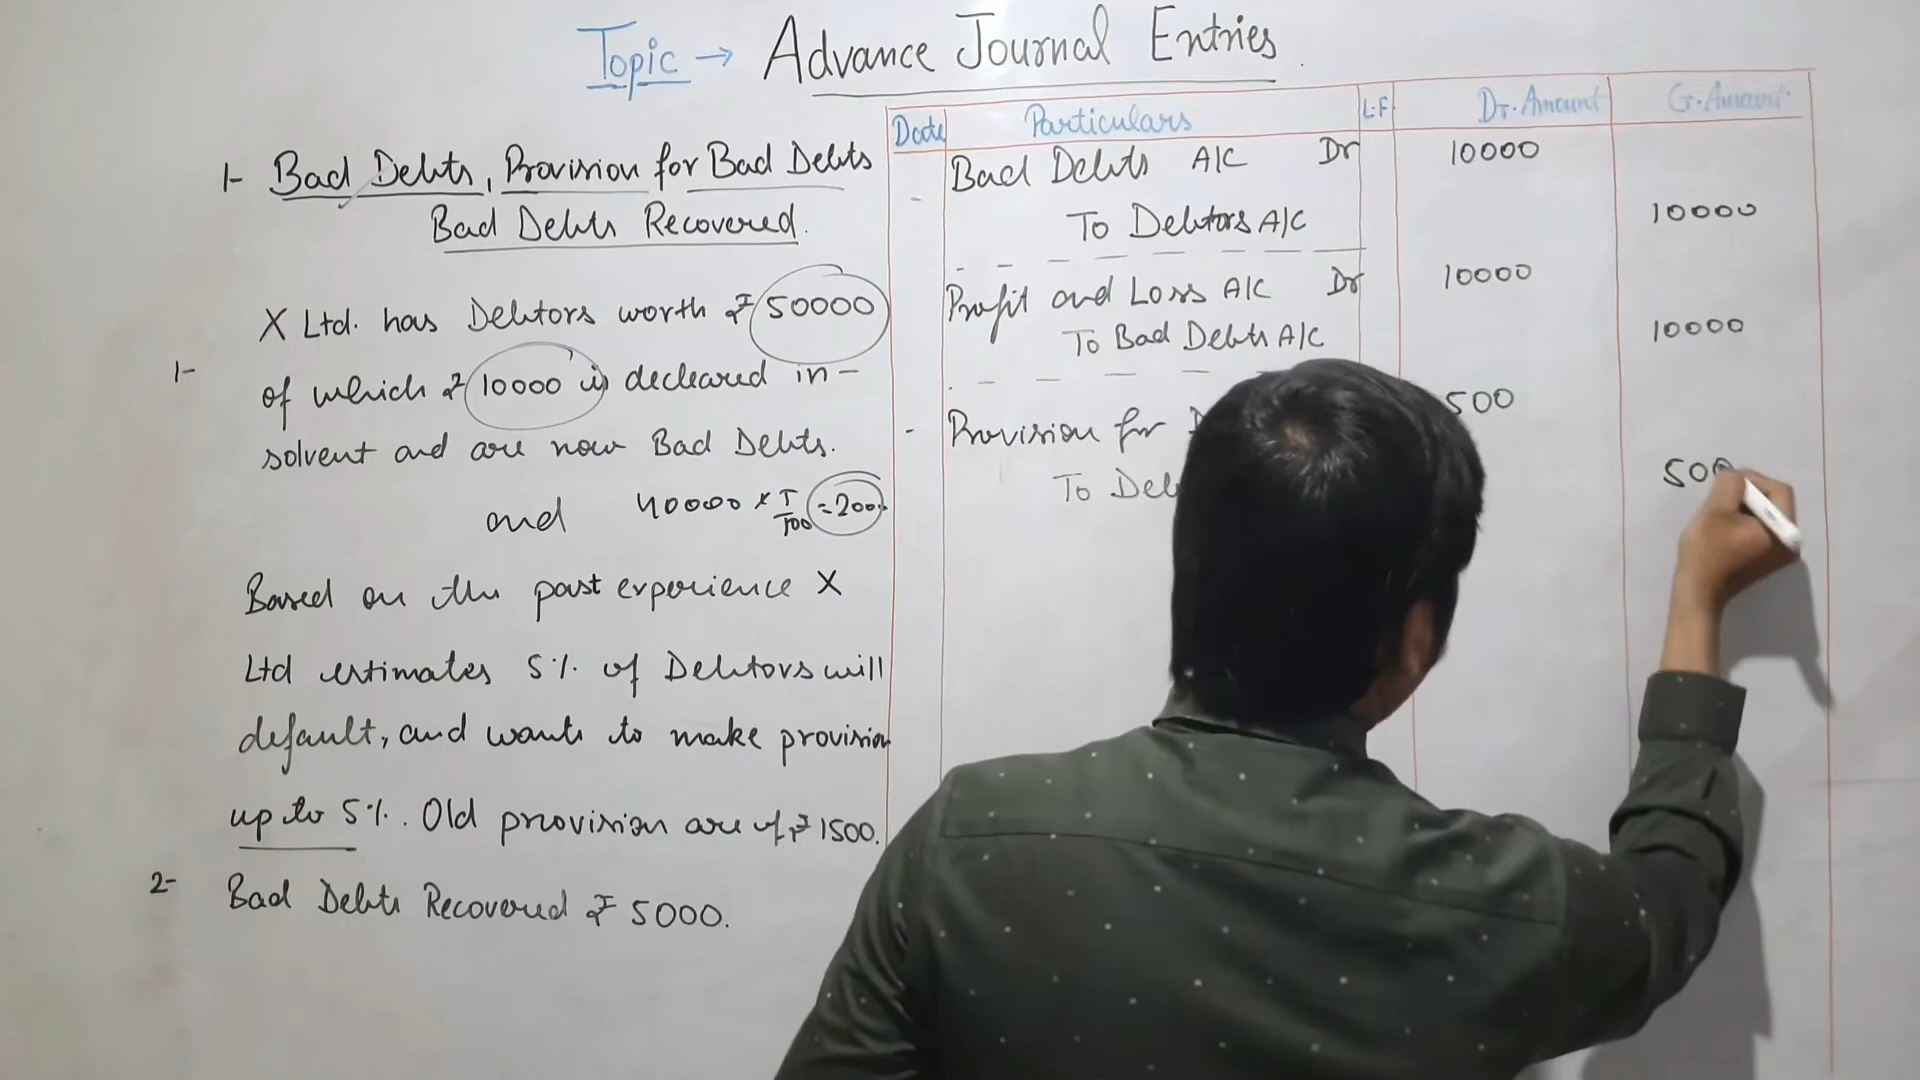 Topic → Advance Journal Entries
1- Bad Debts, Provision for Bad Debts
Bad Debts Recovered.
X Ltd. has Debtors worth ₹ 50000
1-
of which ₹ 10000 is decleared in-
solvent and are now Bad Debts.
and 40000 × 5/100 = 2000
Based on the past experience X
Ltd estimates 5% of Debtors will
default, and wants to make provision
up to 5%. Old provision are of ₹ 1500.
2- Bad Debts Recovered ₹ 5000.
Date Particulars L.F Dr. Amount Cr. Amount
Bad Debts A/C Dr 10000
To Debtors A/C 10000
Profit and Loss A/C Dr 10000
To Bad Debts A/C 10000
Provision for 500
To 500